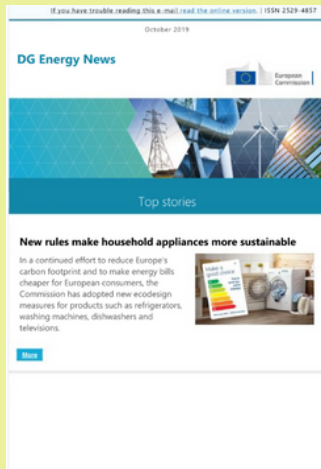 If you have trouble reading this e-mail read the online version. | ISSN 2529-4857
October 2019
DG Energy News
European
Commission
Top stories
New rules make household appliances more sustainable
In a continued effort to reduce Europe's
carbon footprint and to make energy bills
cheaper for European consumers, the
Commission has adopted new ecodesign
measures for products such as refrigerators,
washing machines, dishwashers and
televisions.
Make a
good choice
More